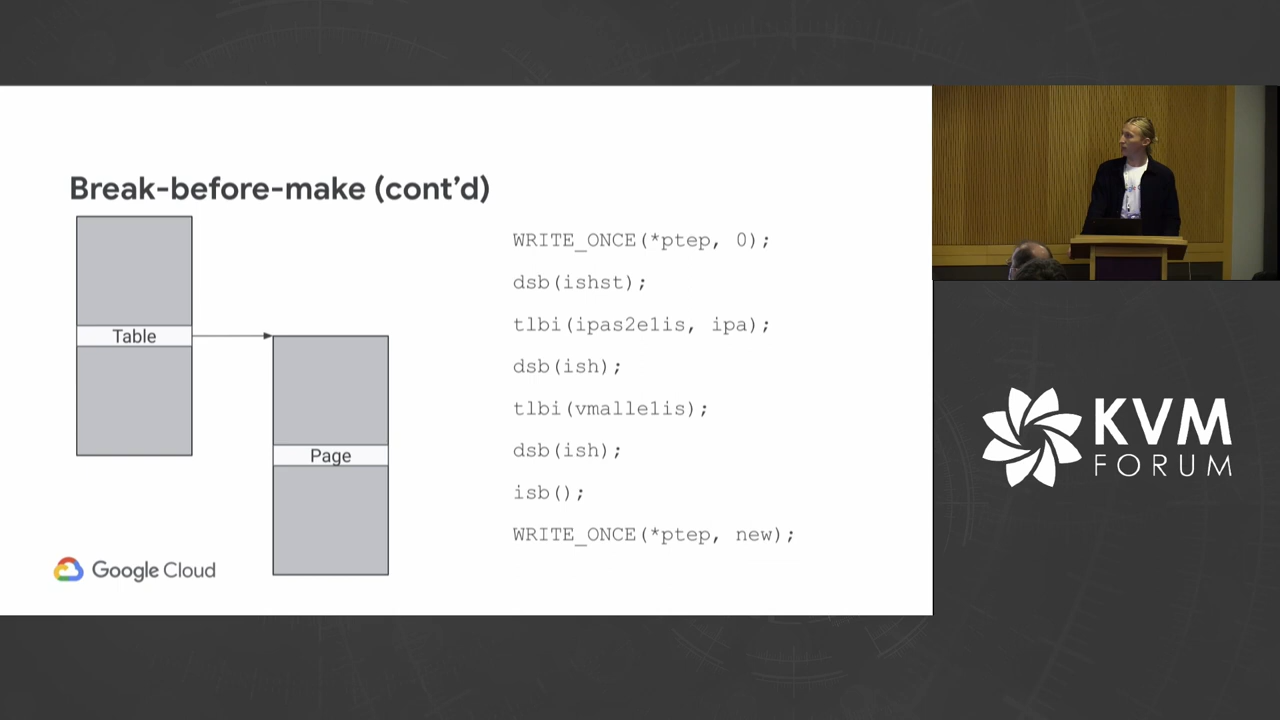 Break-before-make (cont’d)
Table
Page
WRITE_ONCE(*ptep, 0);
dsb(ishst);
tlbi(ipas2e1is, ipa);
dsb(ish);
tlbi(vmalle1is);
dsb(ish);
isb();
WRITE_ONCE(*ptep, new);
Google Cloud
KVM
FORUM